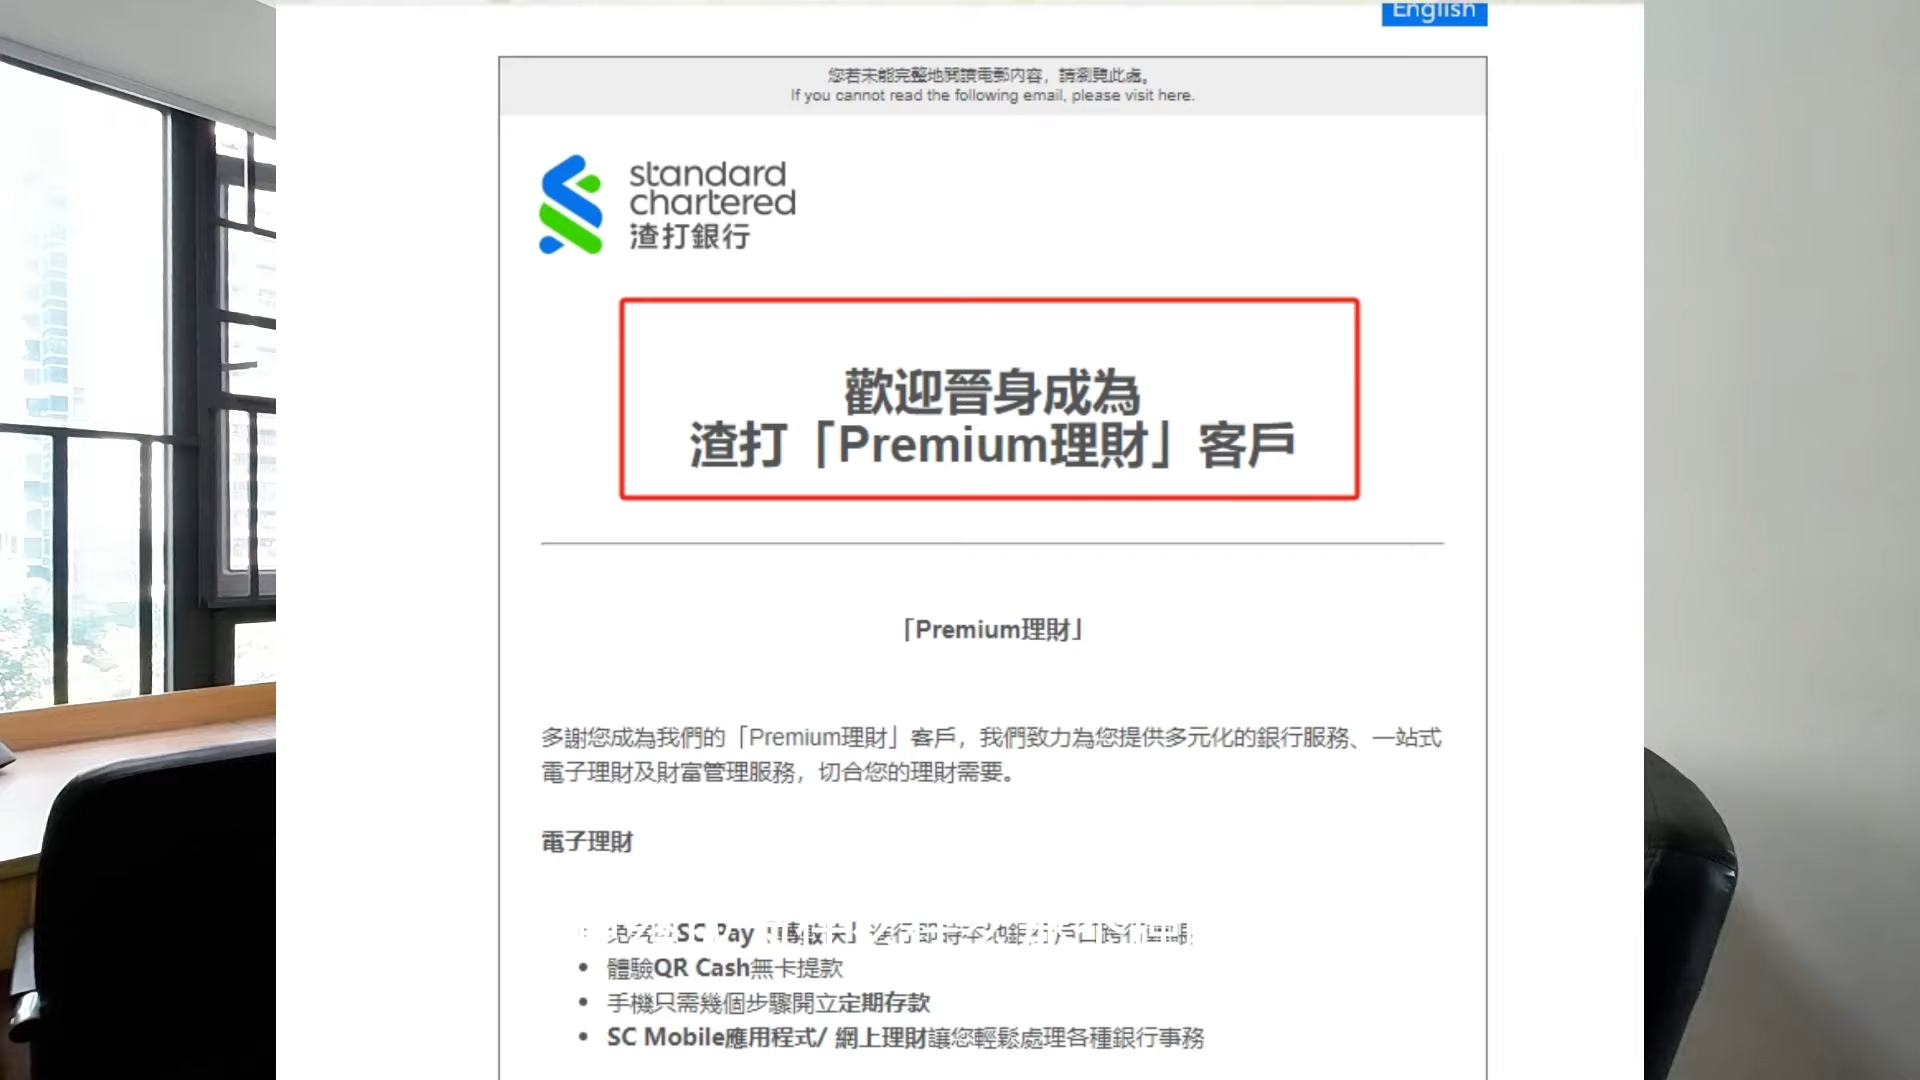 English
您若未能完整地閱讀電郵內容，請瀏覽此處。
If you cannot read the following email, please visit here.
standard
chartered
渣打銀行
歡迎晉身成為
渣打「Premium理財」客戶
「Premium理財」
多謝您成為我們的「Premium理財」客戶，我們致力為您提供多元化的銀行服務、一站式
電子理財及財富管理服務，切合您的理財需要。
電子理財
SC Pay
• 體驗QR Cash無卡提款
• 手機只需幾個步驟開立定期存款
• SC Mobile應用程式/ 網上理財讓您輕鬆處理各種銀行事務